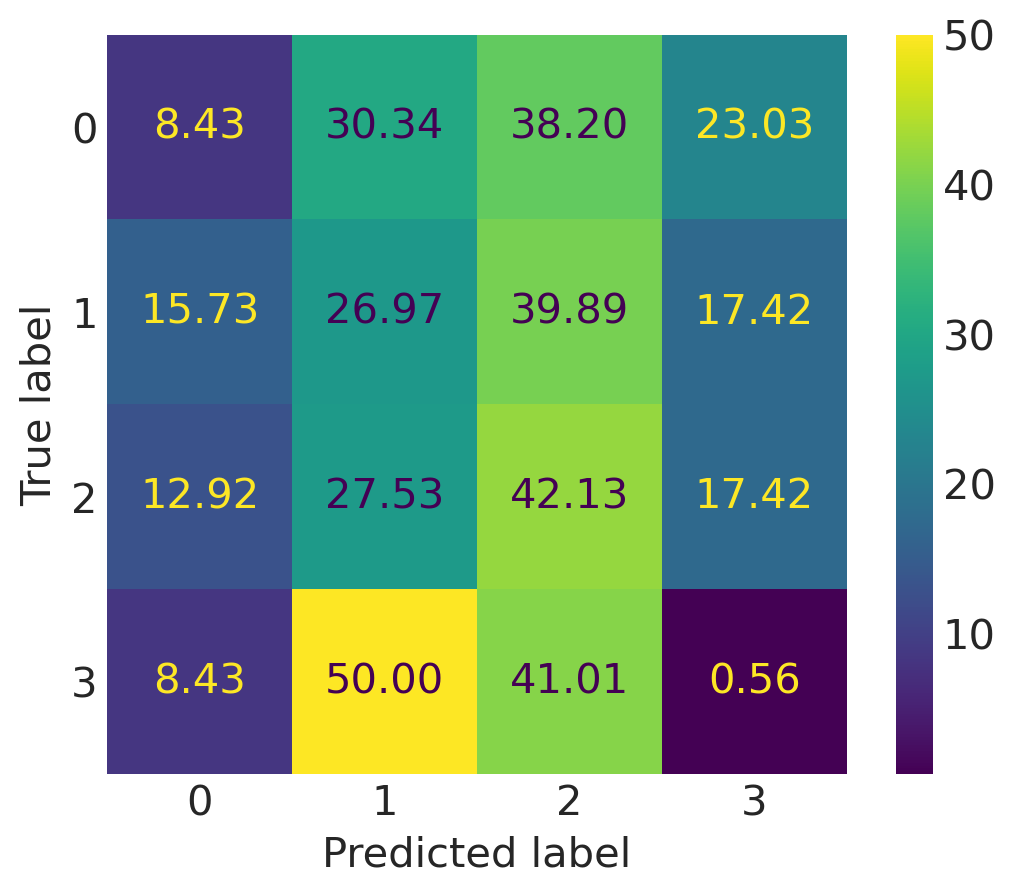 50
0 8.43 30.34 38.20 23.03
40
1 15.73 26.97 39.89 17.42
30
True label
2 12.92 27.53 42.13 17.42
20
10
3 8.43 50.00 41.01 0.56
0 1 2 3
Predicted label